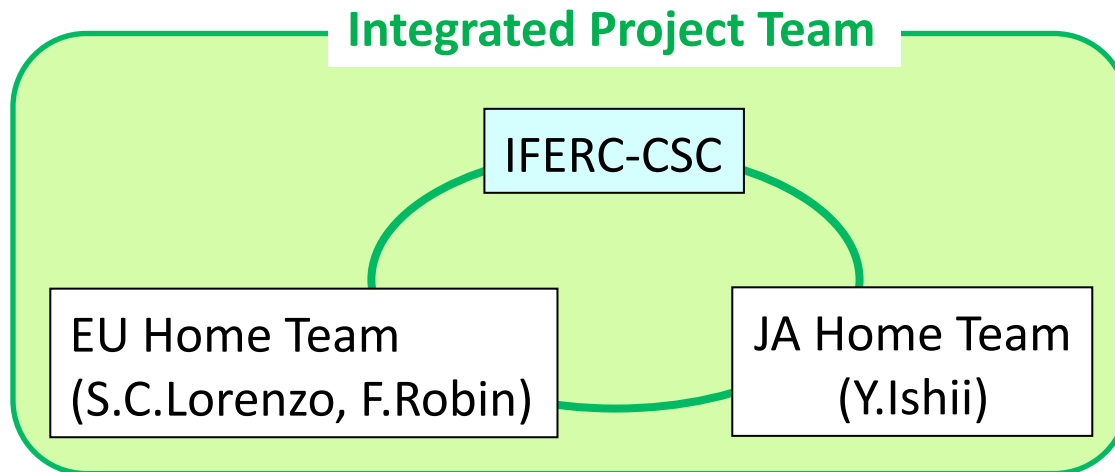 Integrated Project Team
IFERC-CSC
EU Home Team
(S.C.Lorenzo, F.Robin)
JA Home Team
(Y.Ishii)